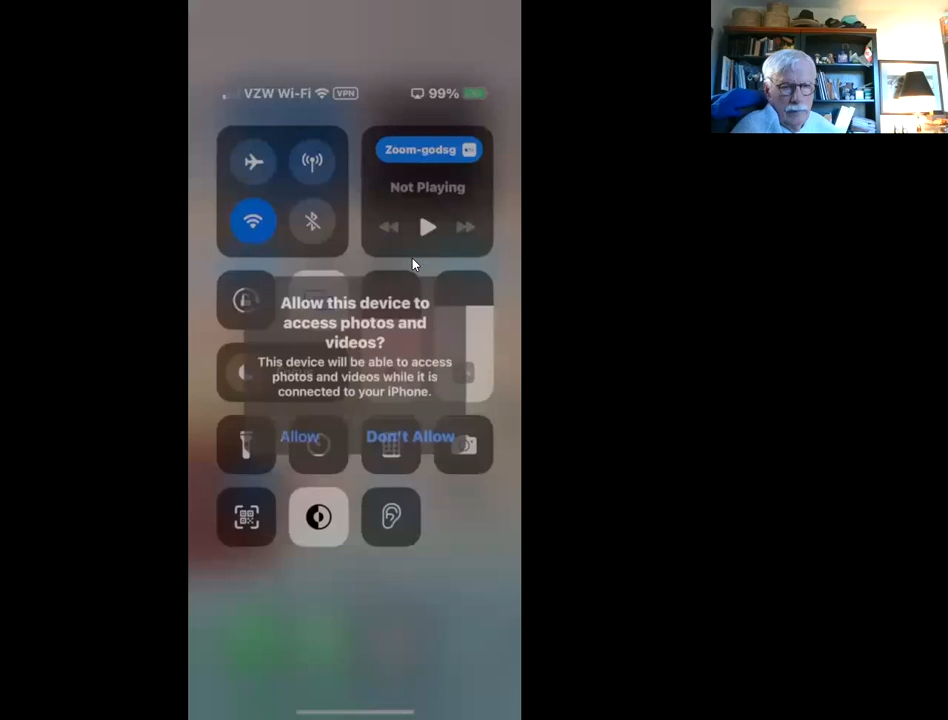 VZW Wi-Fi VPN 99%
Zoom-godsg
Not Playing
Allow this device to
access photos and
videos?
This device will be able to access
photos and videos while it is
connected to your iPhone.
Allow Don't Allow